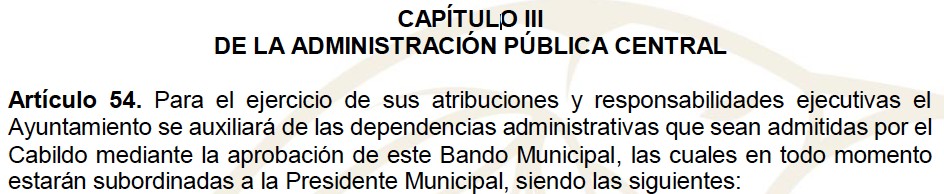 CAPÍTULO III
DE LA ADMINISTRACIÓN PÚBLICA CENTRAL
Artículo 54. Para el ejercicio de sus atribuciones y responsabilidades ejecutivas el
Ayuntamiento se auxiliará de las dependencias administrativas que sean admitidas por el
Cabildo mediante la aprobación de este Bando Municipal, las cuales en todo momento
estarán subordinadas a la Presidente Municipal, siendo las siguientes: